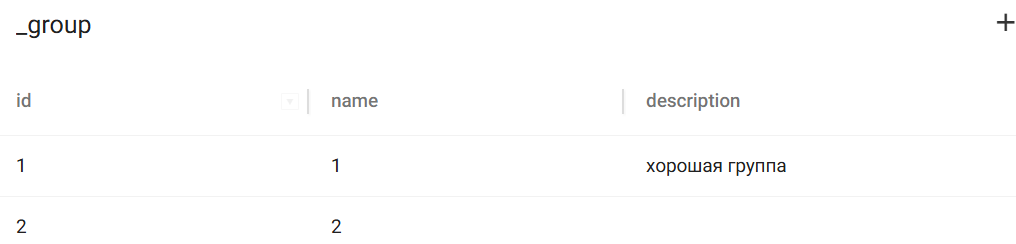 _group
id name description
1 1 хорошая группа
2 2